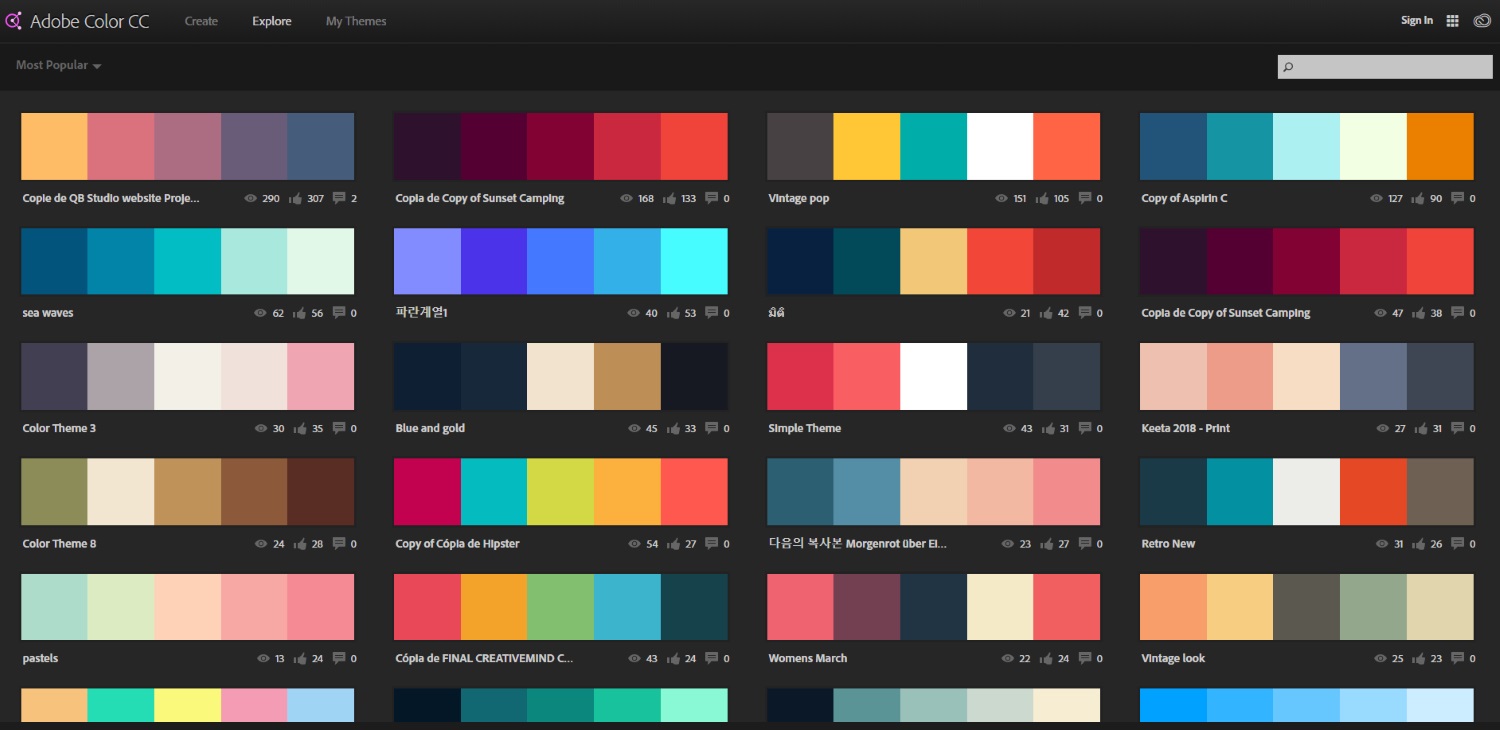 Adobe Color CC
Create
Explore
My Themes
Sign In
Most Popular
Copie de QB Studio website Proje... 290 307 2
Copia de Copy of Sunset Camping 168 133 0
Vintage pop 151 105 0
Copy of Aspirin C 127 90 0
sea waves 62 56 0
파란계열1 40 53 0
21 42 0
Copia de Copy of Sunset Camping 47 38 0
Color Theme 3 30 35 0
Blue and gold 45 33 0
Simple Theme 43 31 0
Keeta 2018 - Print 27 31 0
Color Theme 8 24 28 0
Copy of Cópia de Hipster 54 27 0
다음의 복사본 Morgenrot über Ei... 23 27 0
Retro New 31 26 0
pastels 13 24 0
Cópia de FINAL CREATIVEMIND C... 43 24 0
Womens March 22 24 0
Vintage look 25 23 0